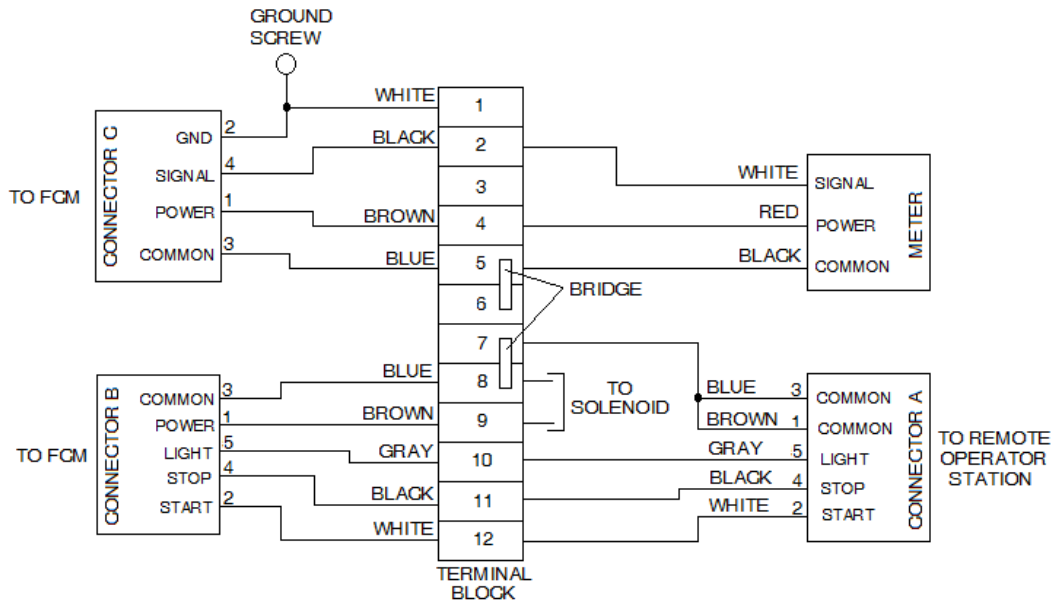 GROUND
SCREW
WHITE
1
CONNECTOR C
GND
2
BLACK
2
SIGNAL
4
WHITE
SIGNAL
3
TO FCM
POWER
1
BROWN
4
RED
POWER
METER
COMMON
3
BLUE
5
BLACK
COMMON
BRIDGE
6
7
BLUE
8
TO
SOLENOID
BLUE
3
COMMON
CONNECTOR B
COMMON
3
POWER
1
BROWN
9
BROWN
1
COMMON
CONNECTOR A
TO FCM
LIGHT
5
GRAY
10
GRAY
5
LIGHT
TO REMOTE
OPERATOR
STATION
STOP
4
BLACK
11
BLACK
4
STOP
START
2
WHITE
12
WHITE
2
START
TERMINAL
BLOCK